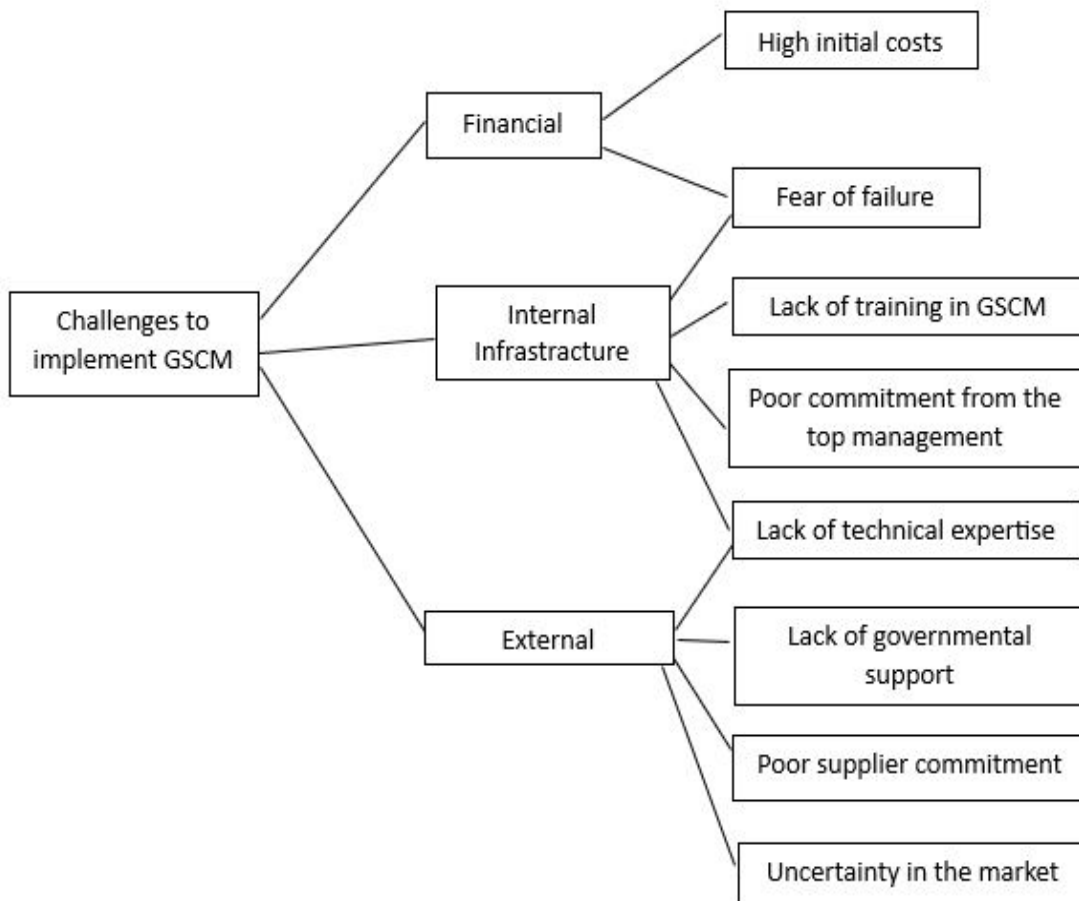 High initial costs
Financial
Fear of failure
Challenges to
implement GSCM
Internal
Infrastracture
Lack of training in GSCM
Poor commitment from the
top management
Lack of technical expertise
External
Lack of governmental
support
Poor supplier commitment
Uncertainty in the market